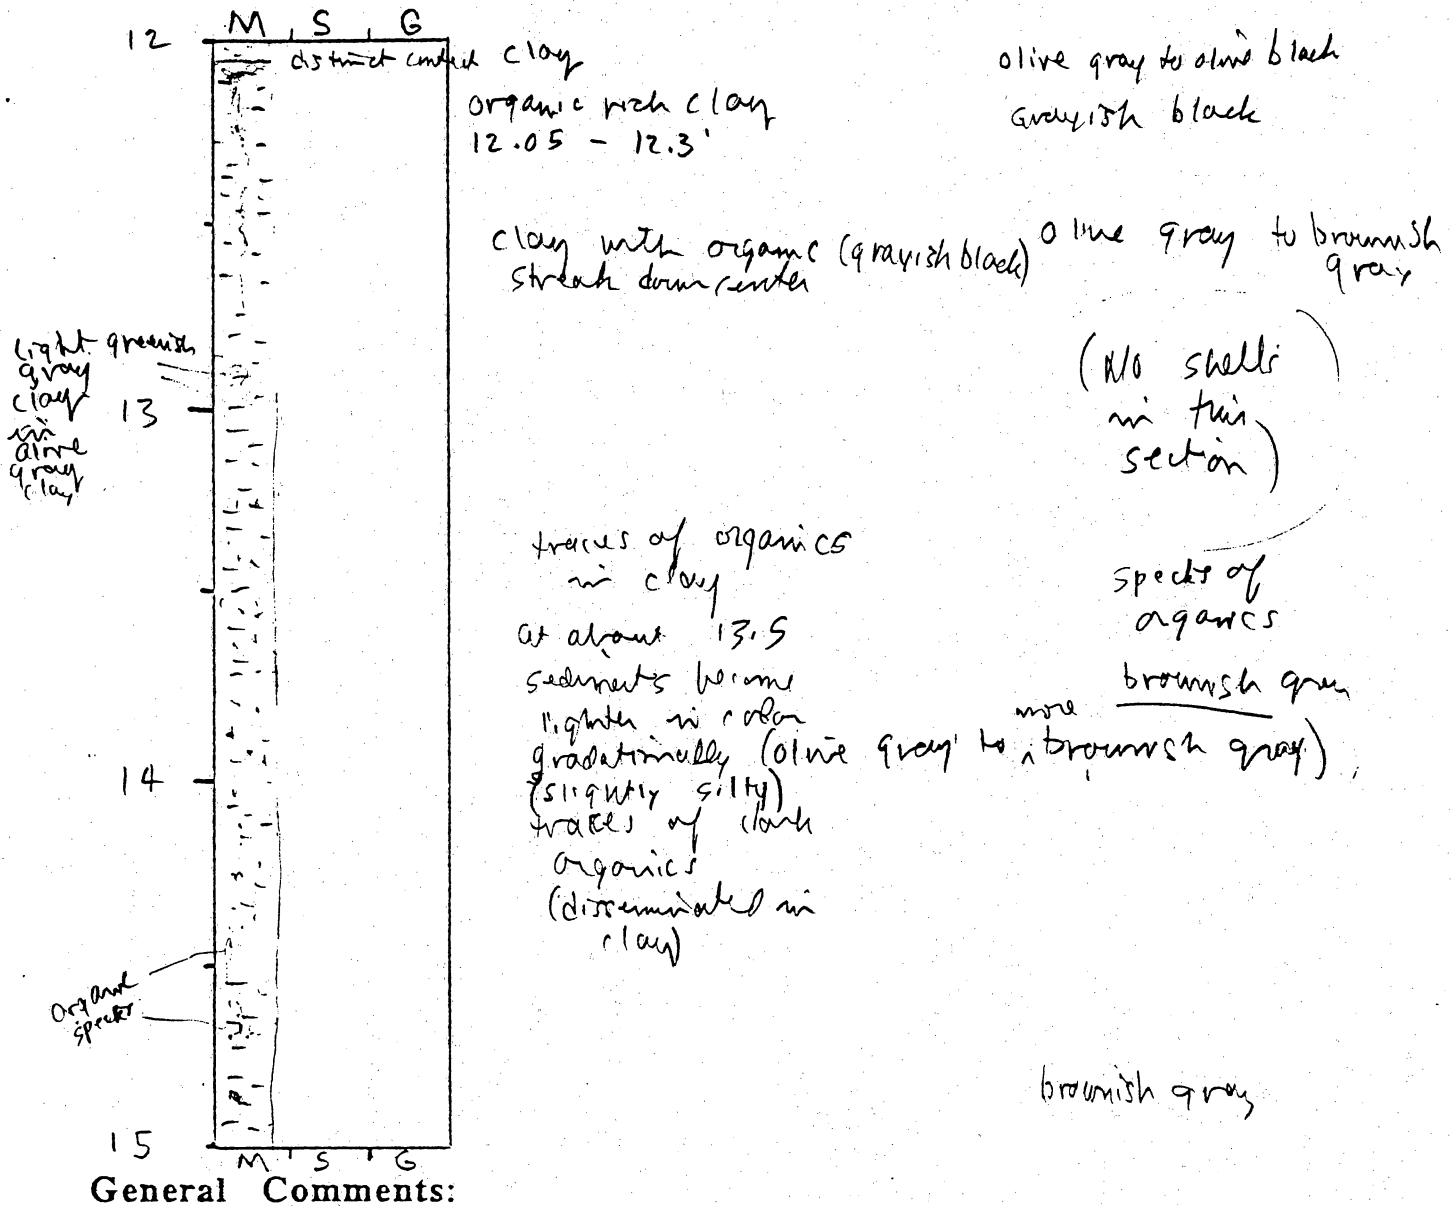 M S G
12
distinct contact clay
olive gray to olive black
organic rich clay
grayish black
12.05 - 12.3'
clay with organic (grayish black)
streak down center
olive gray to brownish
gray
light greenish
gray
clay
in
olive
gray
clay
13
(No shells
in this
section)
traces of organics
in clay
specks of
organics
at about 13.5
sediments become
lighter in color
gradationally (olive gray to more brownish gray)
brownish gray
14
(slightly silty)
traces of dark
organics
(disseminated in
clay)
organic
specks
brownish gray
15
M S G
General Comments: